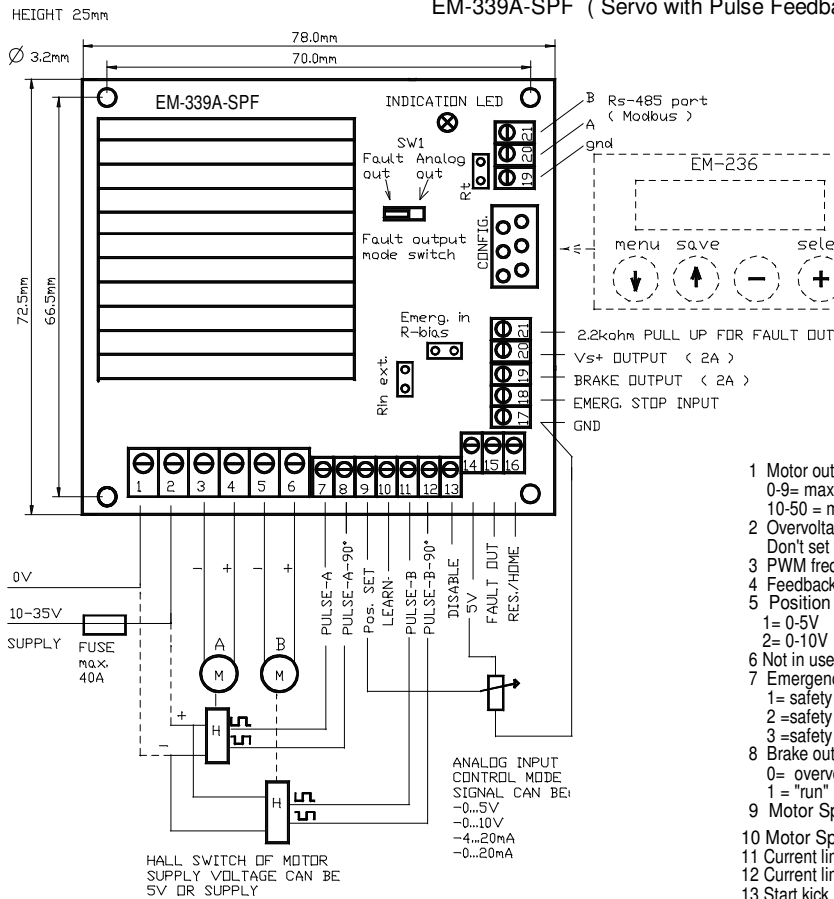 EM-339A-SPF ( Servo with Pulse Feedba
HEIGHT 25mm
Ø 3.2mm
78.0mm
70.0mm
72.5mm
66.5mm
EM-339A-SPF
INDICATION LED
SW1
Fault out
Analog out
Fault output
mode switch
Rt
CONFIG.
21
20
19
B
A
gnd
Rs-485 port
( Modbus )
EM-236
menu
save
sele
-
+
Emerg. in
R-bias
Rin ext.
21
20
19
18
17
2.2kohm PULL UP FOR FAULT OUT
Vs+ OUTPUT ( 2A )
BRAKE OUTPUT ( 2A )
EMERG. STOP INPUT
GND
1 2 3 4 5 6 7 8 9 10 11 12 13 14 15 16
0V
10-35V
SUPPLY
FUSE
max.
40A
- + - +
A
M
B
M
+
-
H
H
PULSE-A
PULSE-A-90°
Pos. SET
LEARN-
PULSE-B
PULSE-B-90°
DISABLE
5V
FAULT OUT
RES./HOME
HALL SWITCH OF MOTOR
SUPPLY VOLTAGE CAN BE
5V OR SUPPLY
ANALOG INPUT
CONTROL MODE
SIGNAL CAN BE:
-0...5V
-0...10V
-4...20mA
-0...20mA
1 Motor out
0-9= max
10-50 = m
2 Overvolta
Don't set
3 PWM fred
4 Feedback
5 Position
1= 0-5V
2= 0-10V
6 Not in use
7 Emergenc
1= safety
2 =safety
3 =safety
8 Brake out
0= overvo
1 = "run"
9 Motor Sp
10 Motor Sp
11 Current lin
12 Current lin
13 Start kick